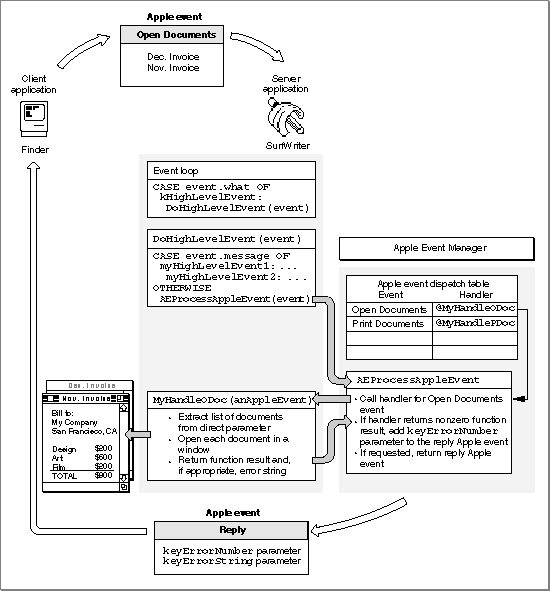 Apple event
Open Documents
Dec. Invoice
Nov. Invoice
Client
application
Finder
Server
application
SurfWriter
Event loop
CASE event.what OF
kHighLevelEvent:
DoHighLevelEvent(event)
DoHighLevelEvent(event)
CASE event.message OF
myHighLevelEvent1: ...
myHighLevelEvent2: ...
OTHERWISE
AEProcessAppleEvent(event)
Apple Event Manager
Apple event dispatch table
Event Handler
Open Documents @MyHandleODoc
Print Documents @MyHandlePDoc
AEProcessAppleEvent
• Call handler for Open Documents
event
• If handler returns nonzero function
result, add keyErrorNumber
parameter to the reply Apple event
• If requested, return reply Apple
event
MyHandleODoc(anAppleEvent)
• Extract list of documents
from direct parameter
• Open each document in a
window
• Return function result and,
if appropriate, error string
Dec. Invoice
Nov. Invoice
Bill to:
My Company
San Francisco, CA
Design $200
Art $500
Film $200
TOTAL $900
Apple event
Reply
keyErrorNumber parameter
keyErrorString parameter